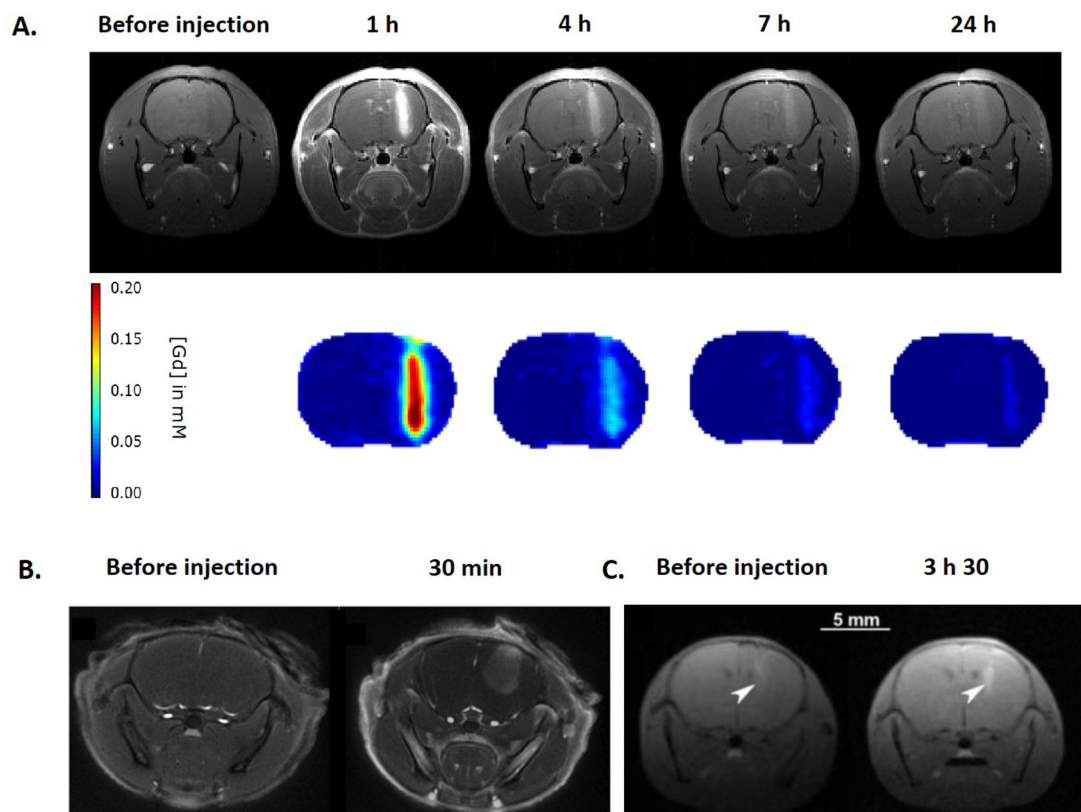 A.
Before injection 1 h 4 h 7 h 24 h
0.20
0.15
0.10
0.05
0.00
[Gd] in mM
B.
Before injection 30 min
C.
Before injection 3 h 30
5 mm